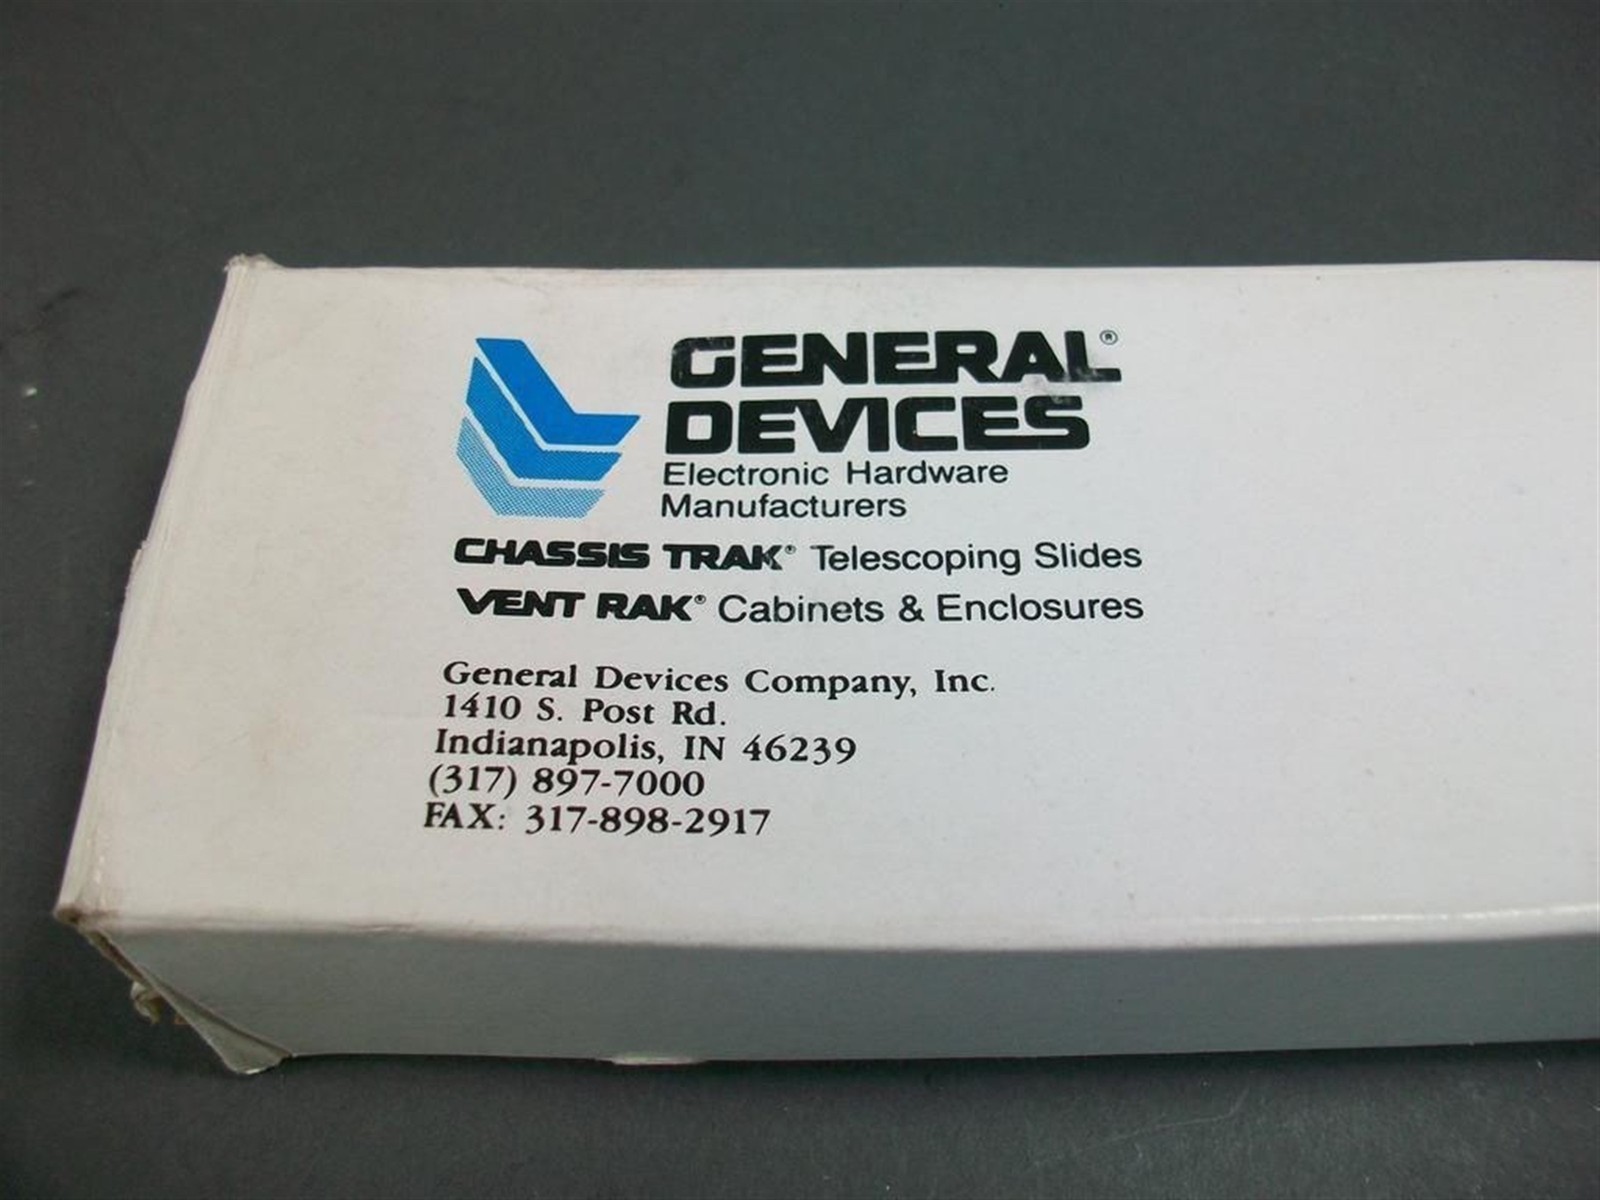 GENERAL®
DEVICES
Electronic Hardware
Manufacturers
CHASSIS TRAK® Telescoping Slides
VENT RAK® Cabinets & Enclosures
General Devices Company, Inc.
1410 S. Post Rd.
Indianapolis, IN 46239
(317) 897-7000
FAX: 317-898-2917